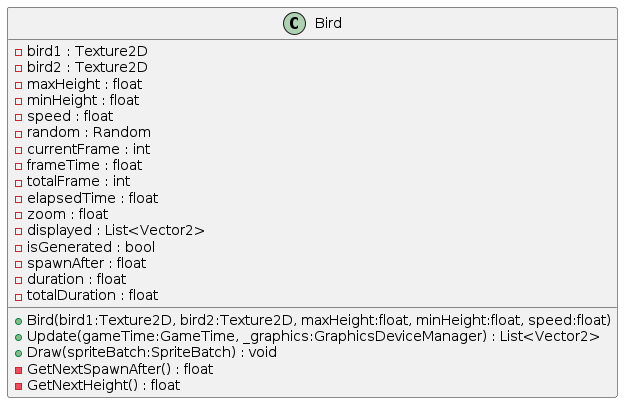 C Bird
bird1 : Texture2D
bird2 : Texture2D
maxHeight : float
minHeight : float
speed : float
random : Random
currentFrame : int
frameTime : float
totalFrame : int
elapsedTime : float
zoom : float
displayed : List<Vector2>
isGenerated : bool
spawnAfter : float
duration : float
totalDuration : float
Bird(bird1:Texture2D, bird2:Texture2D, maxHeight:float, minHeight:float, speed:float)
Update(gameTime:GameTime, _graphics:GraphicsDeviceManager) : List<Vector2>
Draw(spriteBatch:SpriteBatch) : void
GetNextSpawnAfter() : float
GetNextHeight() : float